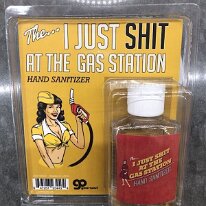 The... I JUST SHIT
AT THE GAS STATION
HAND SANITIZER
I JUST SHIT
AT THE
GAS STATION
HAND SANITIZER